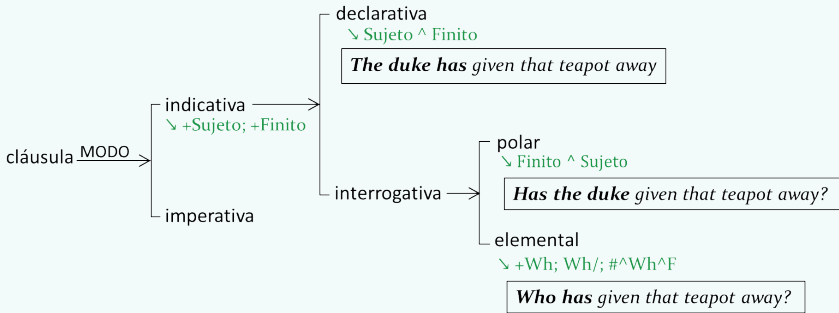 declarativa
↘ Sujeto ^ Finito
The duke has given that teapot away
indicativa
↘ +Sujeto; +Finito
cláusula MODO
polar
↘ Finito ^ Sujeto
Has the duke given that teapot away?
interrogativa
imperativa
elemental
↘ +Wh; Wh/; #^Wh^F
Who has given that teapot away?